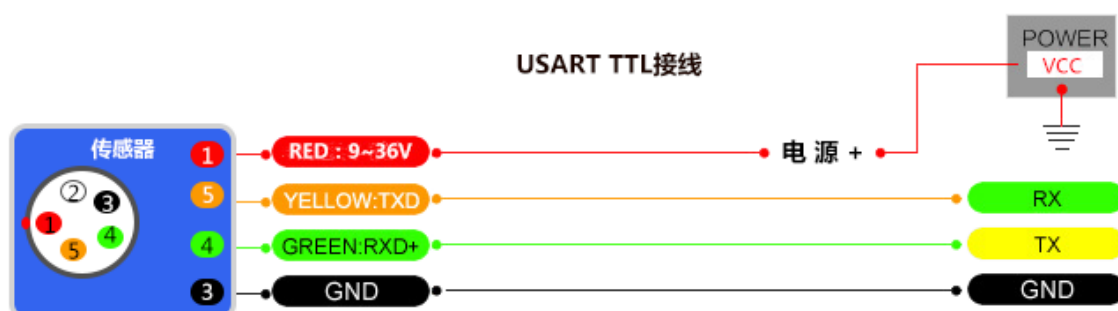 USART TTL接线
POWER
VCC
传感器
1
RED：9~36V
电 源 +
2
3
1
4
5
5
YELLOW:TXD
RX
4
GREEN:RXD+
TX
3
GND
GND